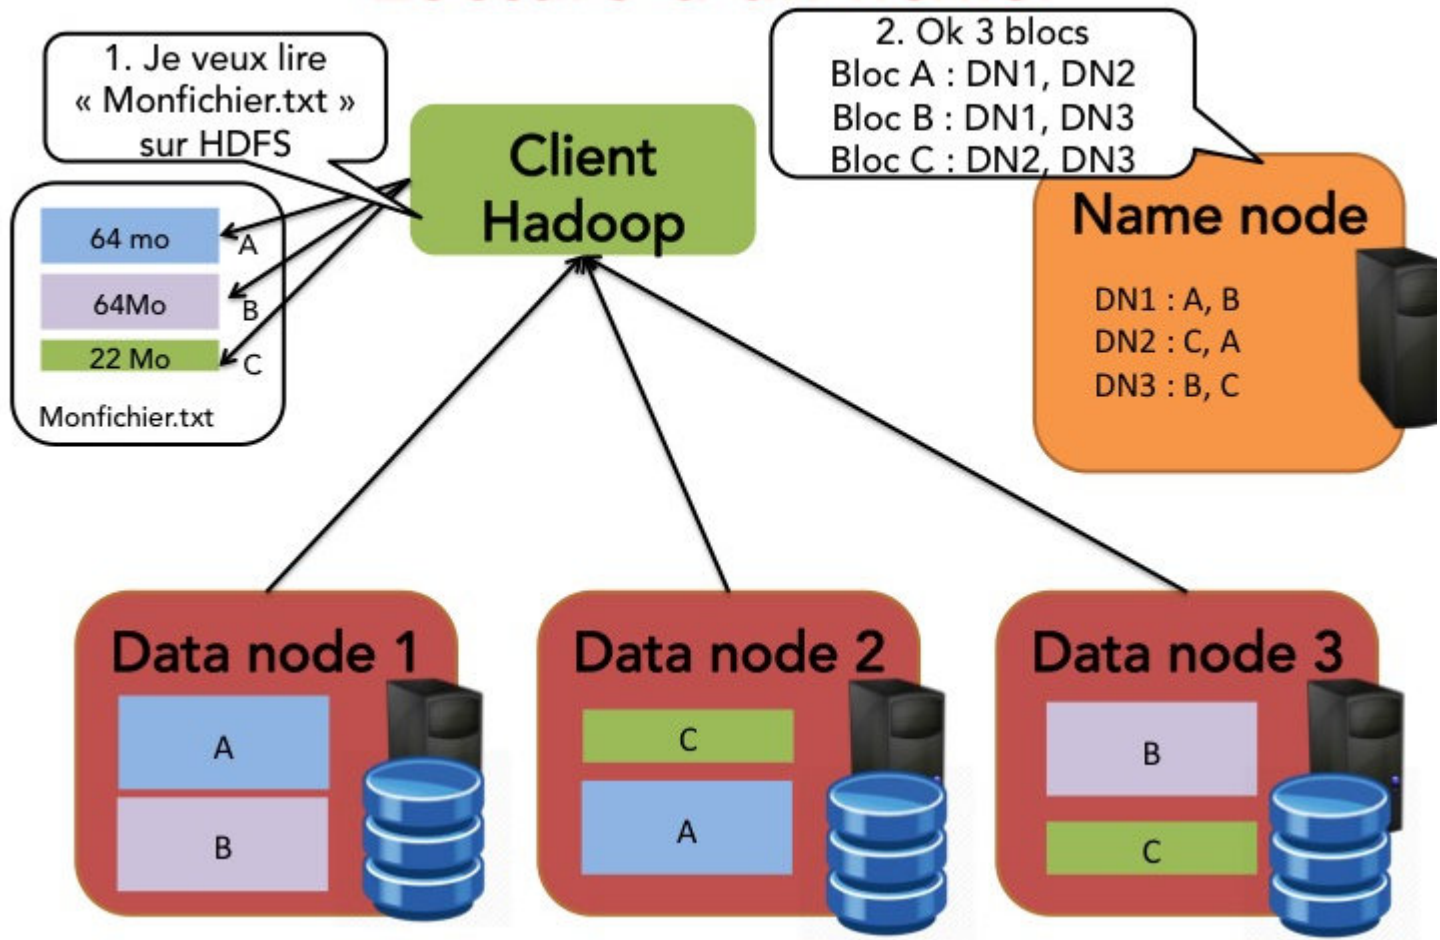 1. Je veux lire
« Monfichier.txt »
sur HDFS
2. Ok 3 blocs
Bloc A : DN1, DN2
Bloc B : DN1, DN3
Bloc C : DN2, DN3
Client
Hadoop
64 mo
A
64Mo
B
22 Mo
C
Monfichier.txt
Name node
DN1 : A, B
DN2 : C, A
DN3 : B, C
Data node 1
A
B
Data node 2
C
A
Data node 3
B
C